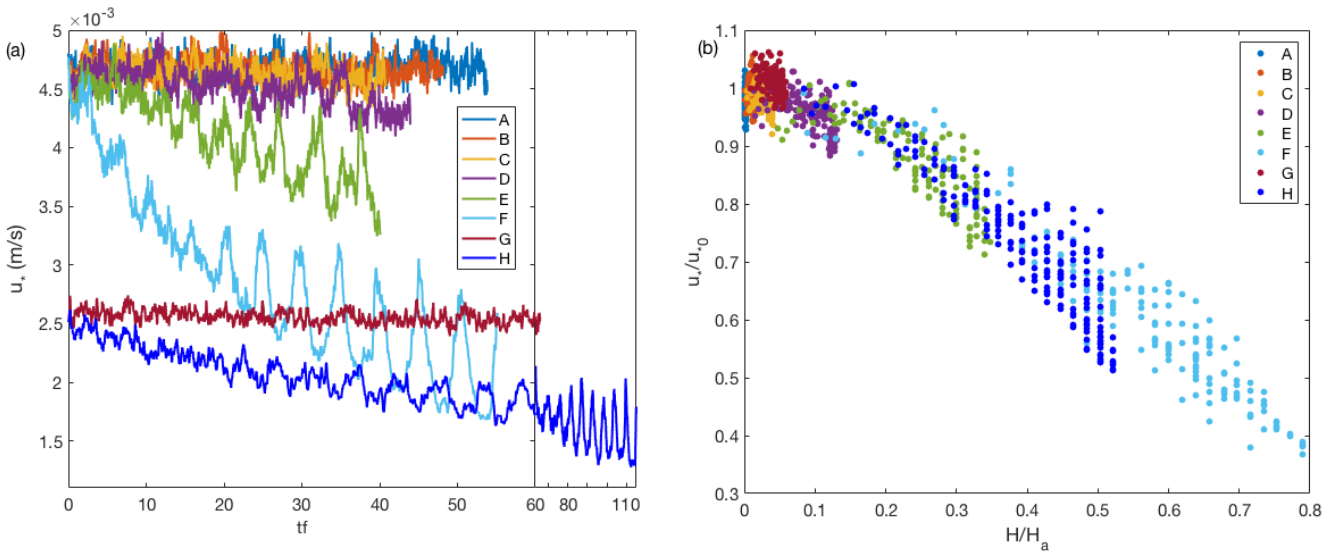 (a)
×10⁻³
5
4.5
4
3.5
3
2.5
2
1.5
u* (m/s)
A
B
C
D
E
F
G
H
0 10 20 30 40 50 60 80 110
tf
(b)
1.1
1.0
0.9
0.8
0.7
0.6
0.5
0.4
0.3
u*/u*0
A
B
C
D
E
F
G
H
0 0.1 0.2 0.3 0.4 0.5 0.6 0.7 0.8
H/Ha